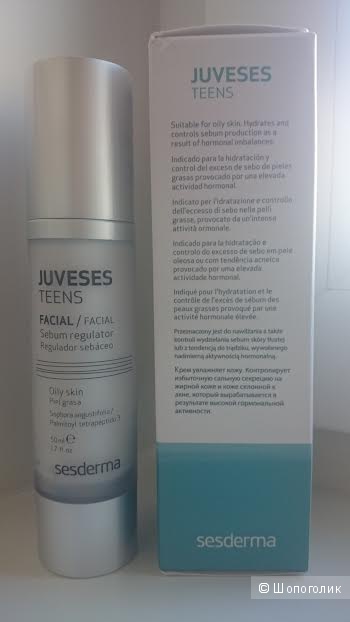 JUVESES
TEENS
FACIAL / FACIAL
Sebum regulator
Regulador sebáceo
Oily skin
Piel grasa
Sophora angustifolia/
Palmitoyl tetrapeptide 3
50ml e
1.7 fl oz
sesderma
JUVESES
TEENS
Suitable for oily skin. Hydrates and
controls sebum production as a
result of hormonal imbalances.
Indicado para la hidratación y
control del exceso de sebo de pieles
grasas provocado por una elevada
actividad hormonal.
Indicato per l'idratazione e controllo
dell'eccesso di sebo nelle pelli
grasse, provocato da un'intensa
attività ormonale.
Indicado para a hidratação e
controlo do excesso de sebo em pele
oleosa ou com tendência acneica
provocado por uma elevada
actividade hormonal.
Indiqué pour l'hydratation et le
contrôle de l'excès de sébum des
peaux grasses provoqué par une
activité hormonale élevée.
Przeznaczony jest do nawilżania a także
kontroli wydzielania sebum skóry tłustej
lub z tendencją do trądziku, wywołanego
nadmierną aktywnością hormonalną.
Крем увлажняет кожу. Контролирует
избыточную сальную секрецию на
жирной коже и коже склонной к
акне, который вырабатывается в
результате высокой гормональной
активности.
sesderma
© Шопоголик